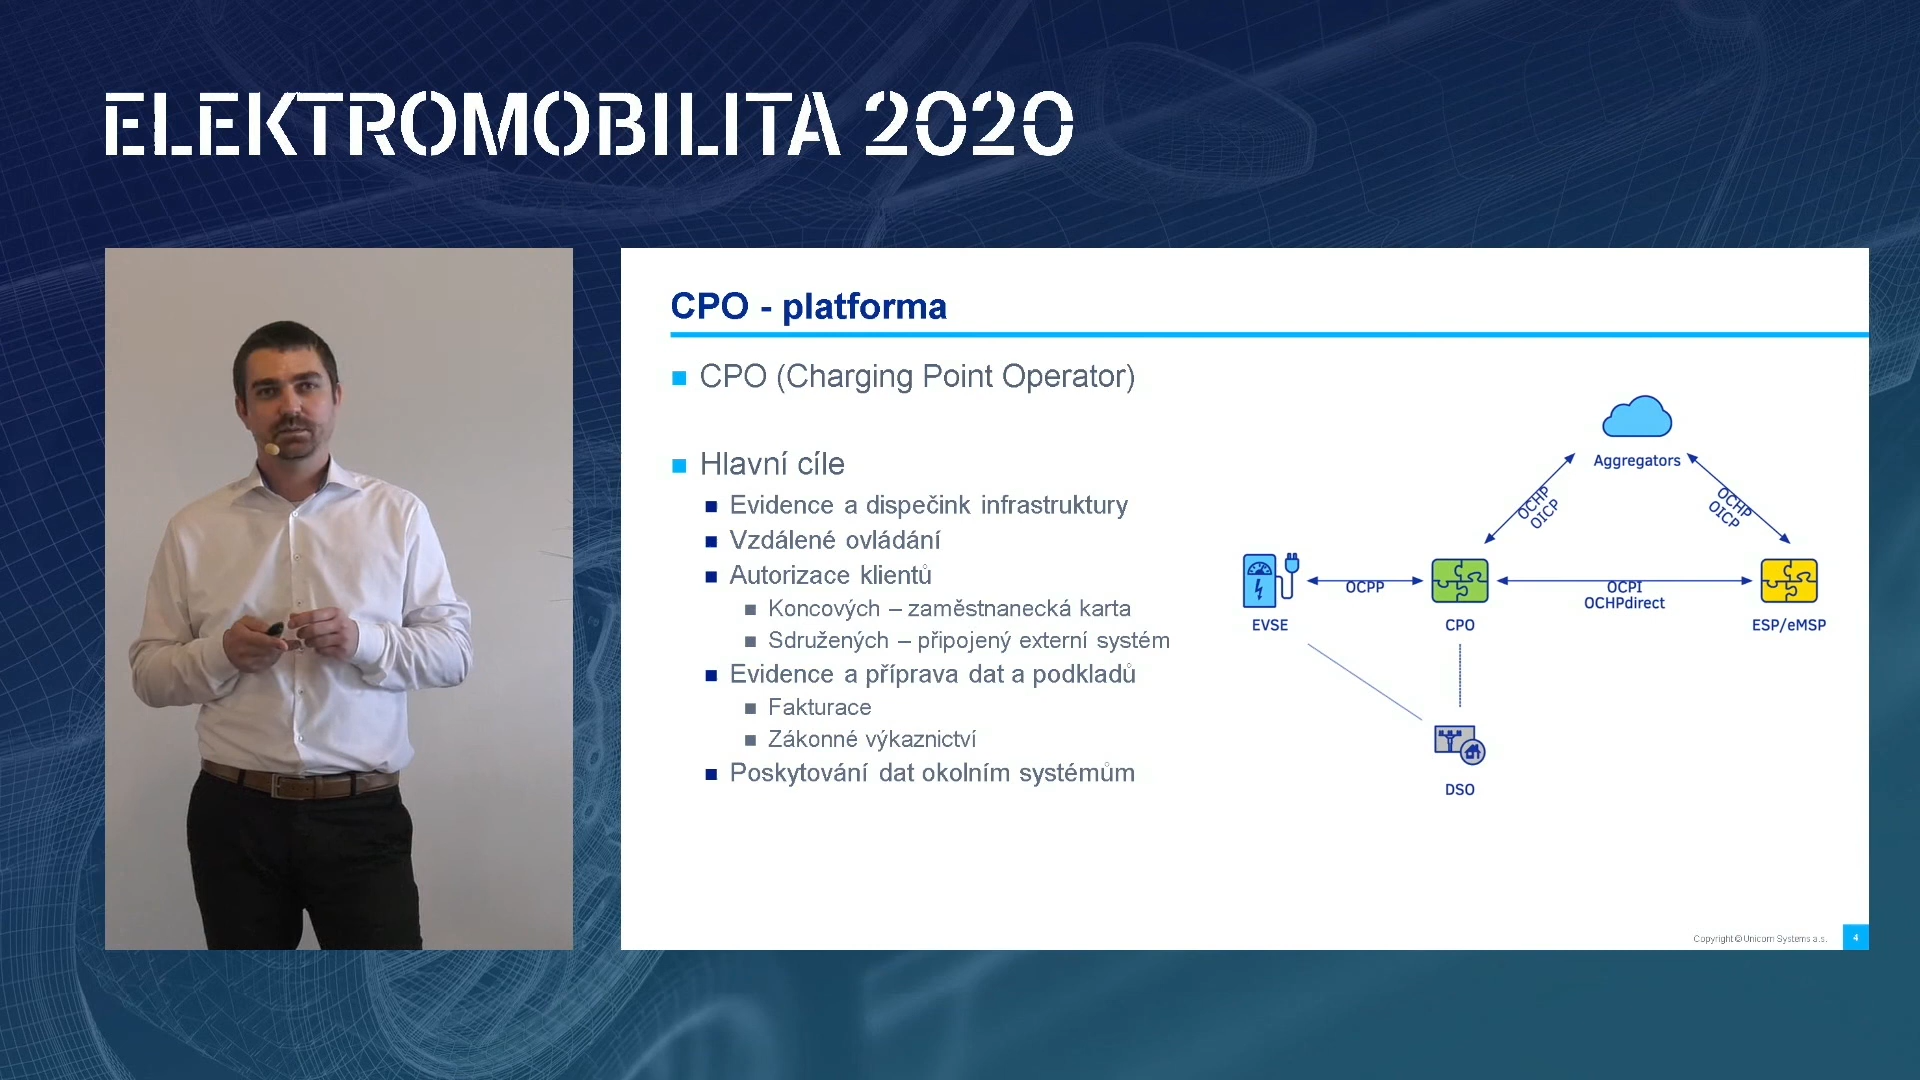 ELEKTROMOBILITA 2020
CPO - platforma
CPO (Charging Point Operator)
Hlavní cíle
Evidence a dispečink infrastruktury
Vzdálené ovládání
Autorizace klientů
Koncových – zaměstnanecká karta
Sdružených – připojený externí systém
Evidence a příprava dat a podkladů
Fakturace
Zákonné výkaznictví
Poskytování dat okolním systémům
Aggregators
OCHP
OICP
OCHP
OICP
OCPP
OCPI
OCHPdirect
EVSE
CPO
ESP/eMSP
DSO
Copyright © Unicorn Systems a.s.
4